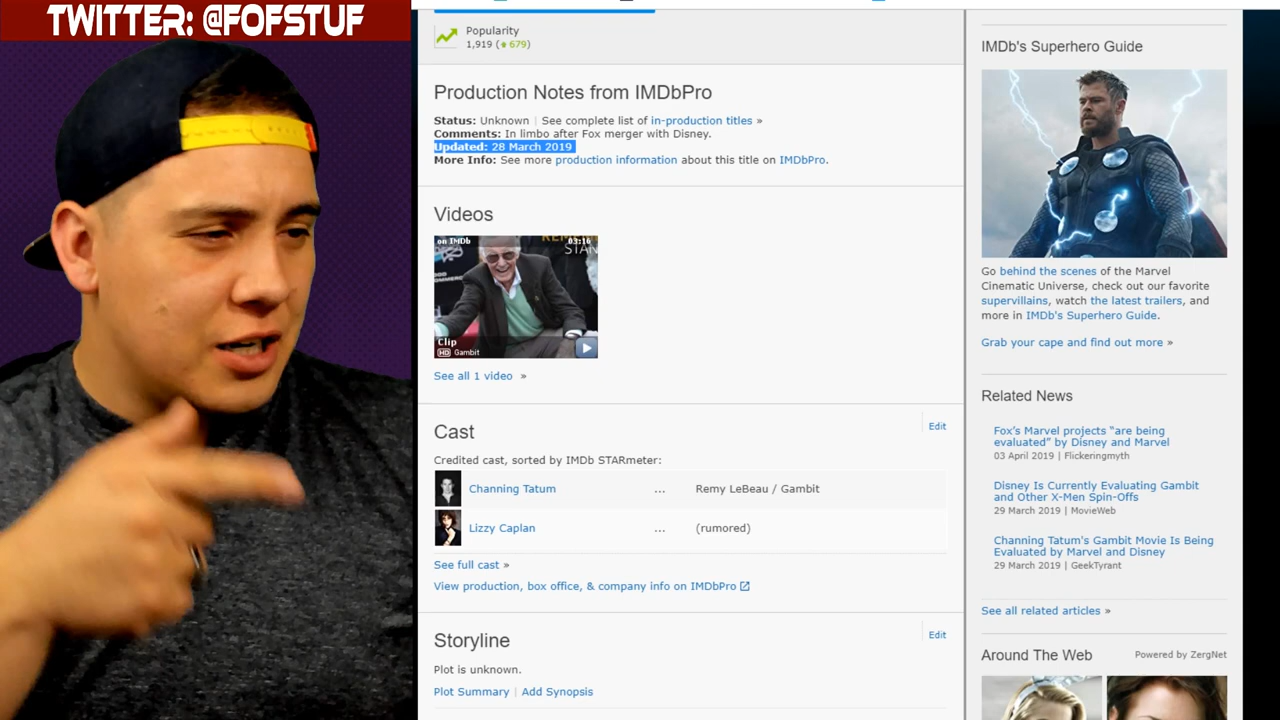 TWITTER: @FOFSTUF
Popularity
1,919 (679)
Production Notes from IMDbPro
Status: Unknown | See complete list of in-production titles »
Comments: In limbo after Fox merger with Disney.
Updated: 28 March 2019
More Info: See more production information about this title on IMDbPro.
Videos
on IMDb
03:16
STAN
Clip
HD Gambit
See all 1 video »
Cast
Edit
Credited cast, sorted by IMDb STARmeter:
Channing Tatum ... Remy LeBeau / Gambit
Lizzy Caplan ... (rumored)
See full cast »
View production, box office, & company info on IMDbPro
Storyline
Edit
Plot is unknown.
Plot Summary | Add Synopsis
IMDb's Superhero Guide
Go behind the scenes of the Marvel
Cinematic Universe, check out our favorite
supervillains, watch the latest trailers, and
more in IMDb's Superhero Guide.
Grab your cape and find out more »
Related News
Fox's Marvel projects “are being
evaluated” by Disney and Marvel
03 April 2019 | Flickeringmyth
Disney Is Currently Evaluating Gambit
and Other X-Men Spin-Offs
29 March 2019 | MovieWeb
Channing Tatum's Gambit Movie Is Being
Evaluated by Marvel and Disney
29 March 2019 | GeekTyrant
See all related articles »
Around The Web
Powered by ZergNet